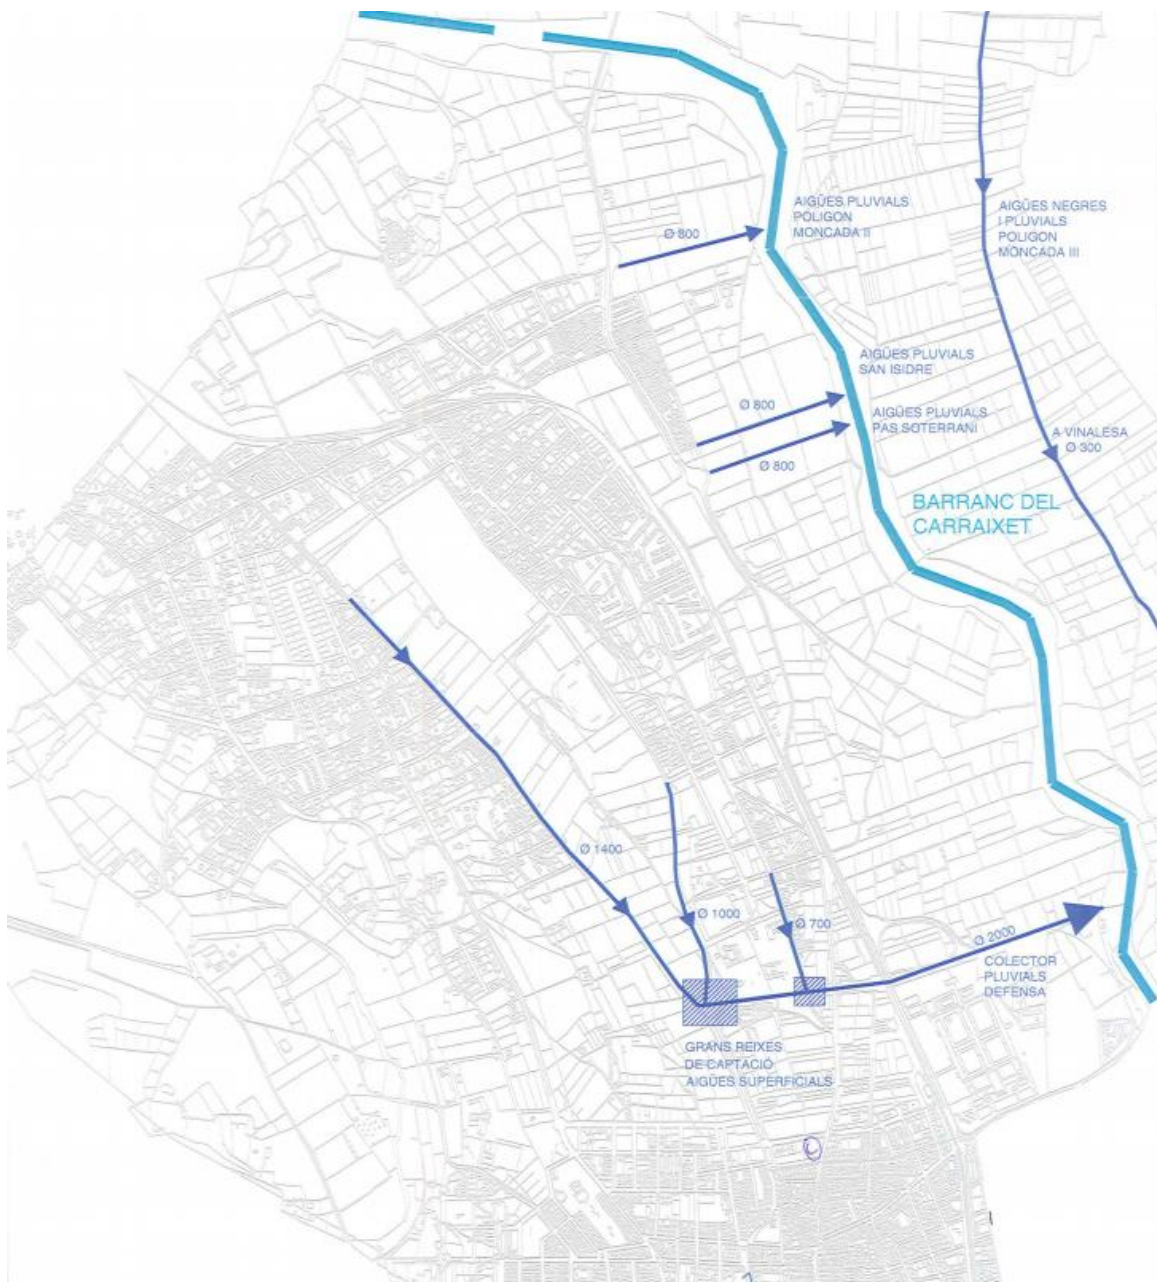 AIGÜES PLUVIALS
POLIGON
MONCADA II
Ø 800
AIGÜES NEGRES
I PLUVIALS
POLIGON
MONCADA III
AIGÜES PLUVIALS
SAN ISIDRE
Ø 800
AIGÜES PLUVIALS
PAS SOTERRANI
Ø 800
A VINALESA
Ø 300
BARRANC DEL
CARRAIXET
Ø 1400
Ø 1000
Ø 700
Ø 2000
COLECTOR
PLUVIALS
DEFENSA
GRANS REIXES
DE CAPTACIÓ
AIGÜES SUPERFICIALS